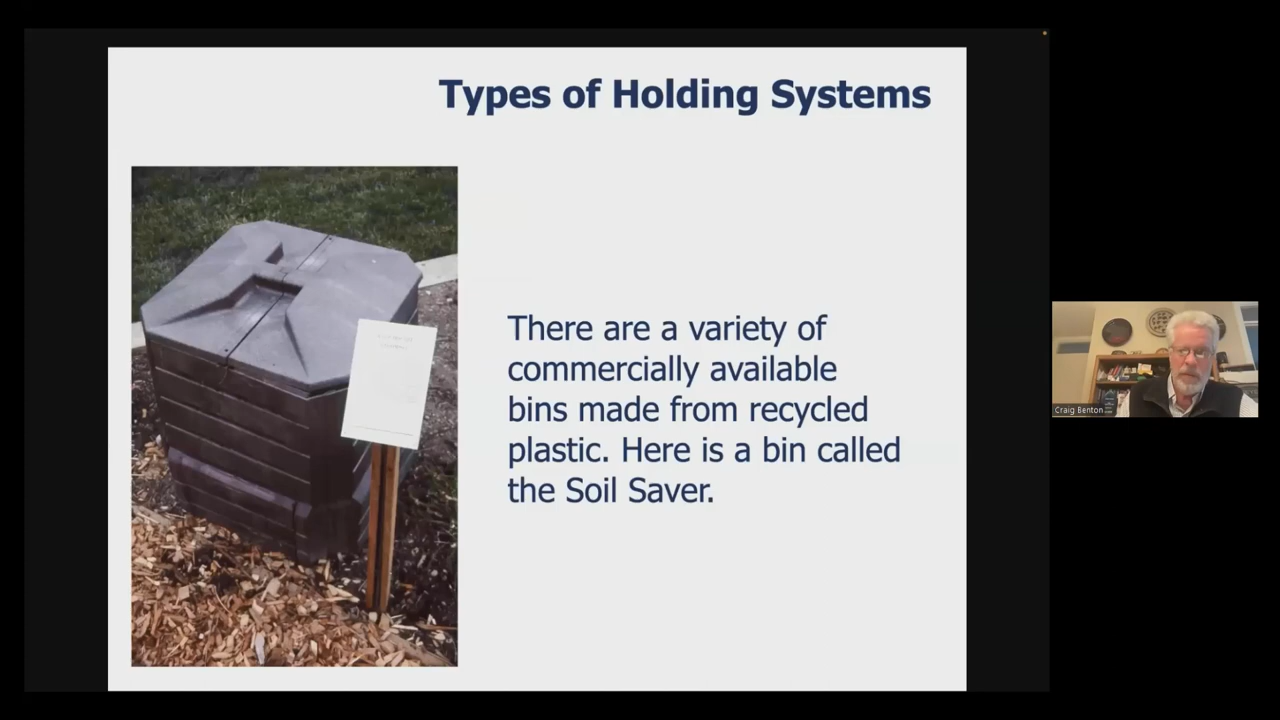 Types of Holding Systems
There are a variety of
commercially available
bins made from recycled
plastic. Here is a bin called
the Soil Saver.
Craig Benton